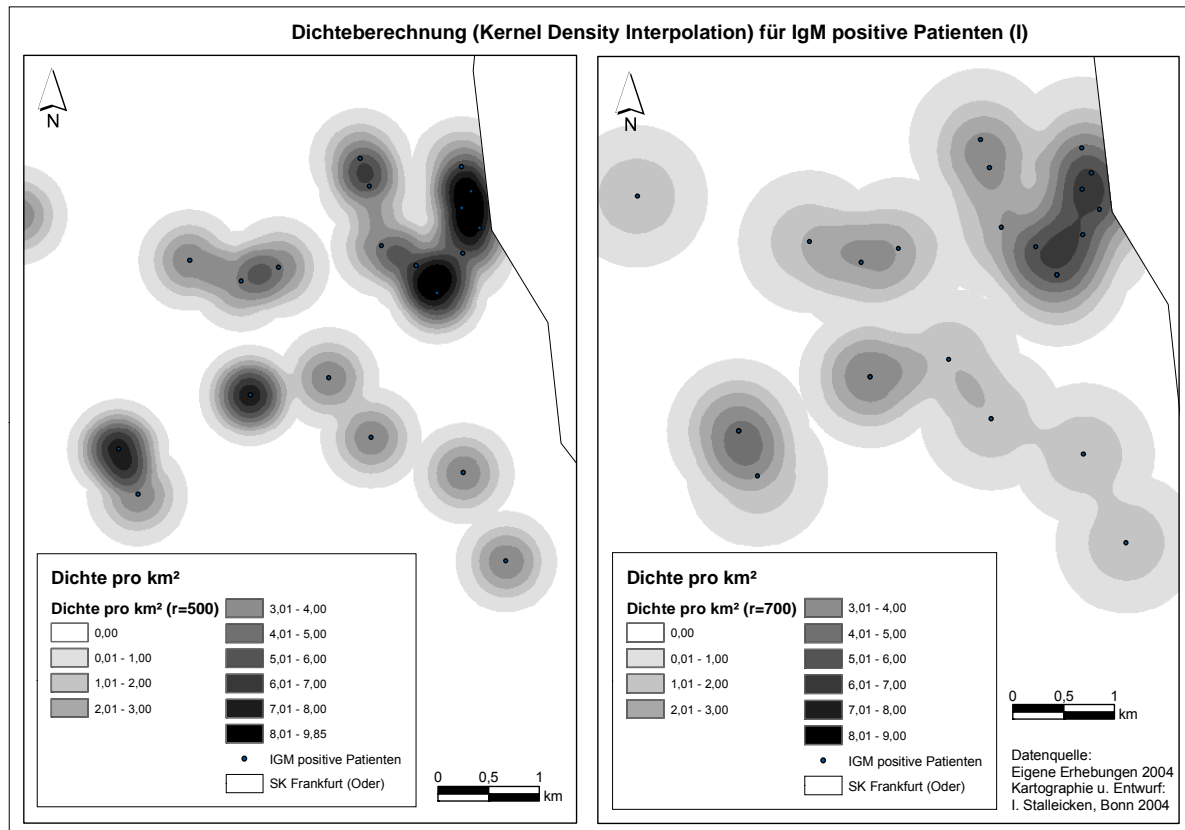 Dichteberechnung (Kernel Density Interpolation) für IgM positive Patienten (I)
N
Dichte pro km²
Dichte pro km² (r=500)
0,00
0,01 - 1,00
1,01 - 2,00
2,01 - 3,00
3,01 - 4,00
4,01 - 5,00
5,01 - 6,00
6,01 - 7,00
7,01 - 8,00
8,01 - 9,85
IGM positive Patienten
SK Frankfurt (Oder)
0 0,5 1
km
N
Dichte pro km²
Dichte pro km² (r=700)
0,00
0,01 - 1,00
1,01 - 2,00
2,01 - 3,00
3,01 - 4,00
4,01 - 5,00
5,01 - 6,00
6,01 - 7,00
7,01 - 8,00
8,01 - 9,00
IGM positive Patienten
SK Frankfurt (Oder)
0 0,5 1
km
Datenquelle:
Eigene Erhebungen 2004
Kartographie u. Entwurf:
I. Stalleicken, Bonn 2004